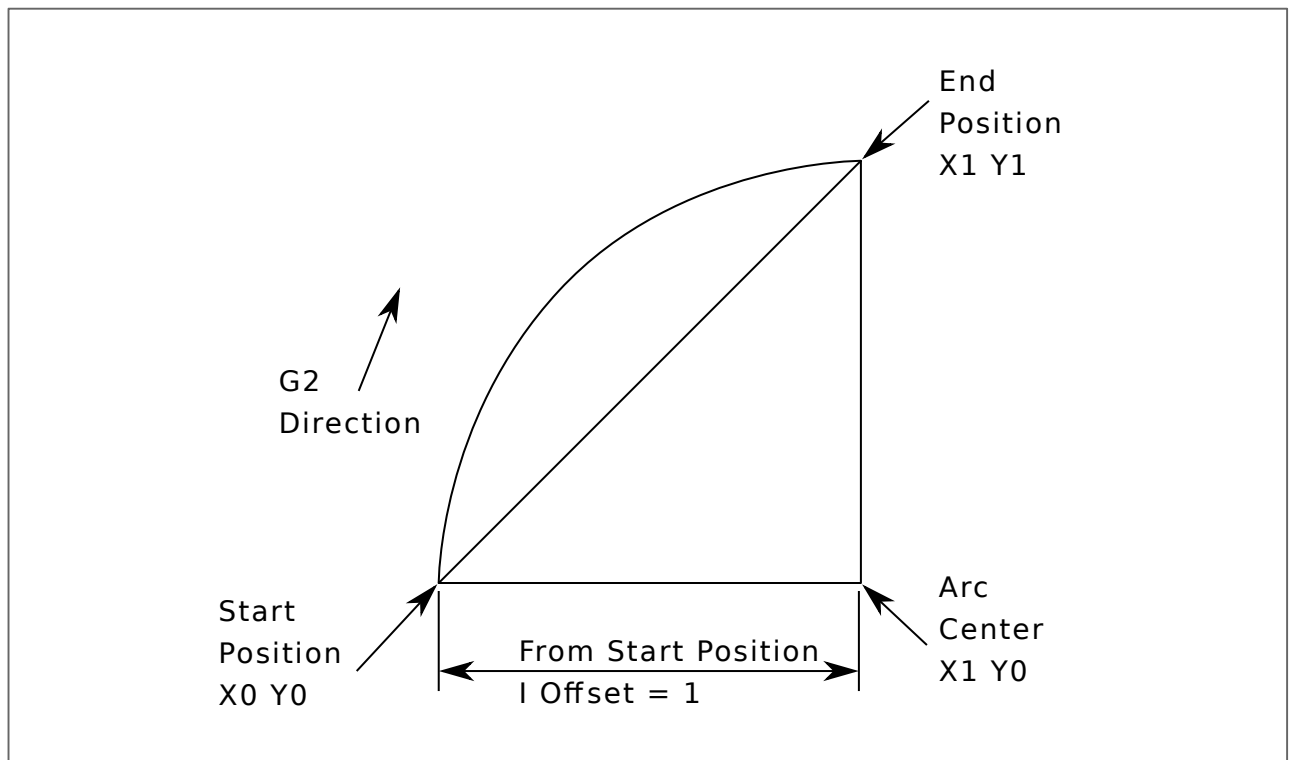 End
Position
X1 Y1
G2
Direction
Start
Position
X0 Y0
From Start Position
I Offset = 1
Arc
Center
X1 Y0